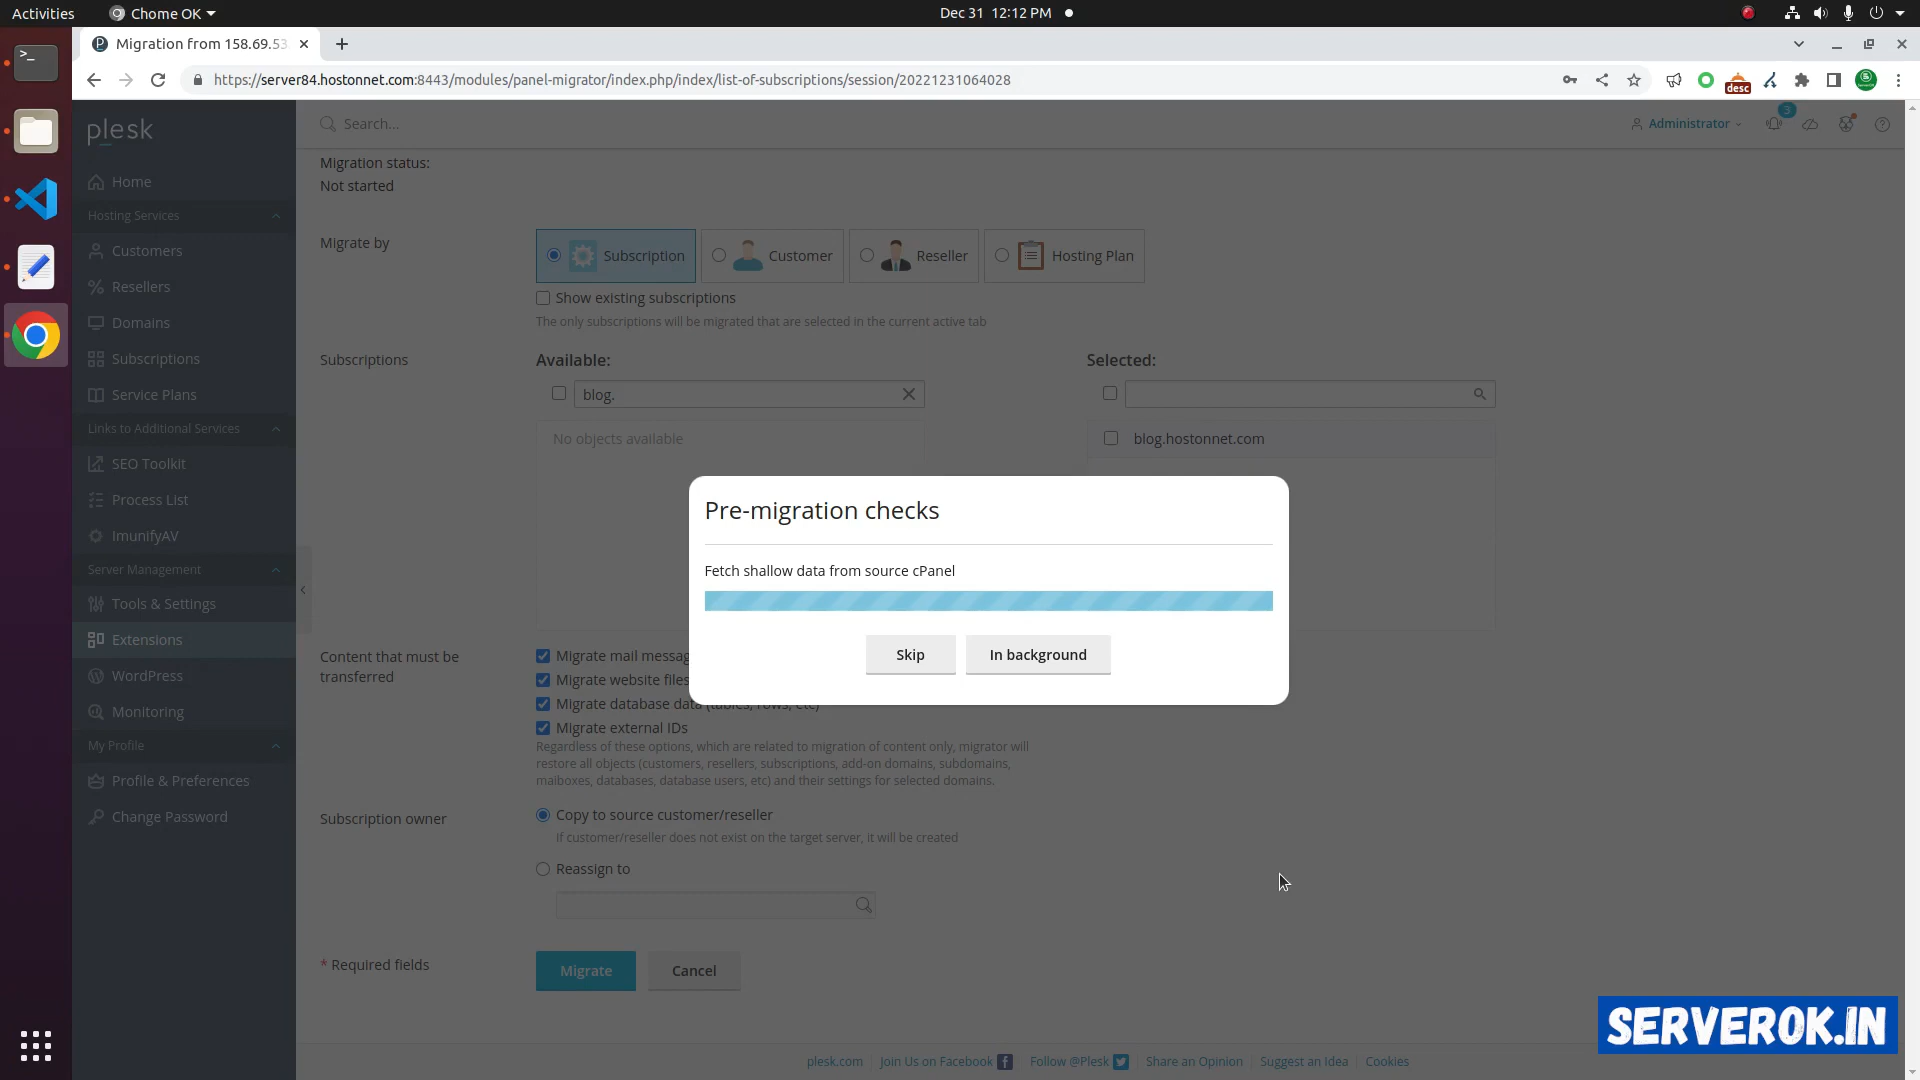 Activities
Chome OK
Dec 31 12:12 PM
Migration from 158.69.53
https://server84.hostonnet.com:8443/modules/panel-migrator/index.php/index/list-of-subscriptions/session/20221231064028
desc
plesk
Search...
Administrator
3
Home
Hosting Services
Customers
Resellers
Domains
Subscriptions
Service Plans
Links to Additional Services
SEO Toolkit
Process List
ImunifyAV
Server Management
Tools & Settings
Extensions
WordPress
Monitoring
My Profile
Profile & Preferences
Change Password
Migration status:
Not started
Migrate by
Subscription
Customer
Reseller
Hosting Plan
Show existing subscriptions
The only subscriptions will be migrated that are selected in the current active tab
Subscriptions
Available:
Selected:
blog.
No objects available
blog.hostonnet.com
Pre-migration checks
Fetch shallow data from source cPanel
Skip
In background
Content that must be
transferred
Migrate mail messag
Migrate website files
Migrate database data (tables, rows, etc)
Migrate external IDs
Regardless of these options, which are related to migration of content only, migrator will
restore all objects (customers, resellers, subscriptions, add-on domains, subdomains,
mailboxes, databases, database users, etc) and their settings for selected domains.
Subscription owner
Copy to source customer/reseller
If customer/reseller does not exist on the target server, it will be created
Reassign to
* Required fields
Migrate
Cancel
SERVEROK.IN
plesk.com
Join Us on Facebook
Follow @Plesk
Share an Opinion
Suggest an Idea
Cookies